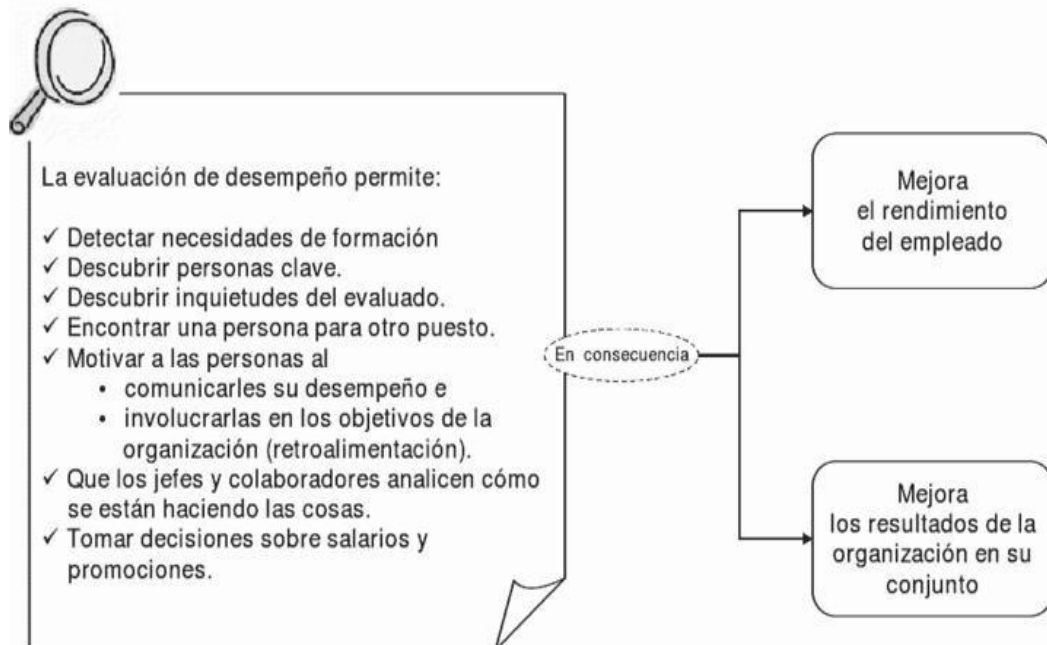 La evaluación de desempeño permite:
✓ Detectar necesidades de formación
✓ Descubrir personas clave.
✓ Descubrir inquietudes del evaluado.
✓ Encontrar una persona para otro puesto.
✓ Motivar a las personas al
• comunicarles su desempeño e
• involucrarlas en los objetivos de la
organización (retroalimentación).
✓ Que los jefes y colaboradores analicen cómo
se están haciendo las cosas.
✓ Tomar decisiones sobre salarios y
promociones.
En consecuencia
Mejora
el rendimiento
del empleado
Mejora
los resultados de la
organización en su
conjunto